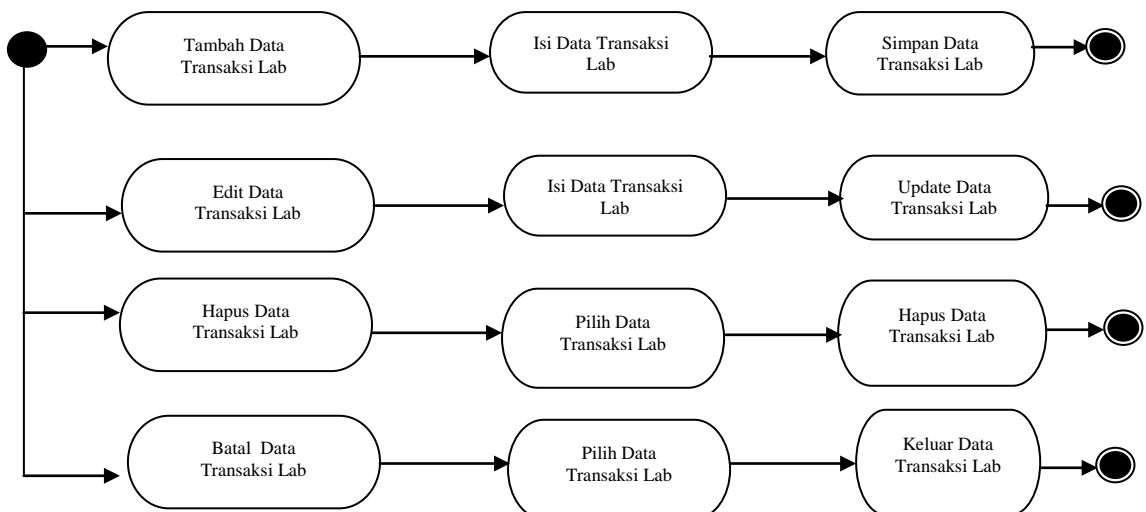 Tambah Data
Transaksi Lab
Isi Data Transaksi
Lab
Simpan Data
Transaksi Lab
Edit Data
Transaksi Lab
Isi Data Transaksi
Lab
Update Data
Transaksi Lab
Hapus Data
Transaksi Lab
Pilih Data
Transaksi Lab
Hapus Data
Transaksi Lab
Batal Data
Transaksi Lab
Pilih Data
Transaksi Lab
Keluar Data
Transaksi Lab